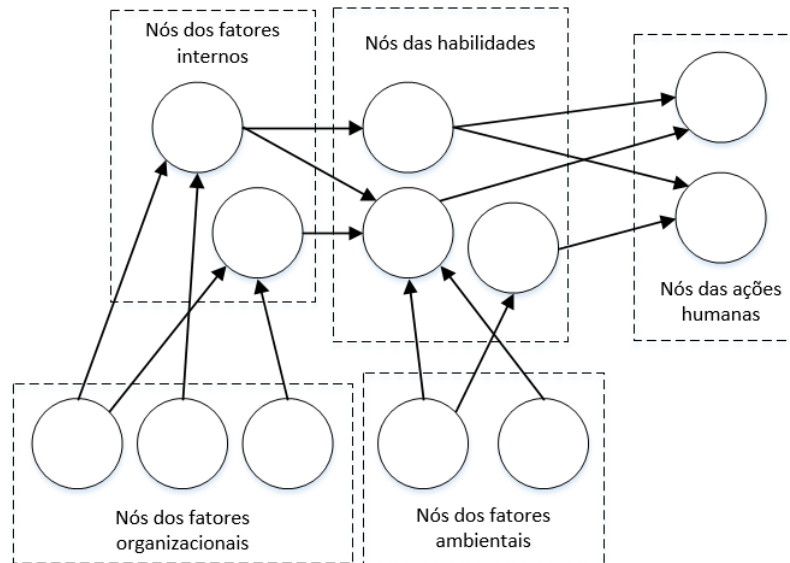 Nós dos fatores
internos
Nós das habilidades
Nós das ações
humanas
Nós dos fatores
organizacionais
Nós dos fatores
ambientais